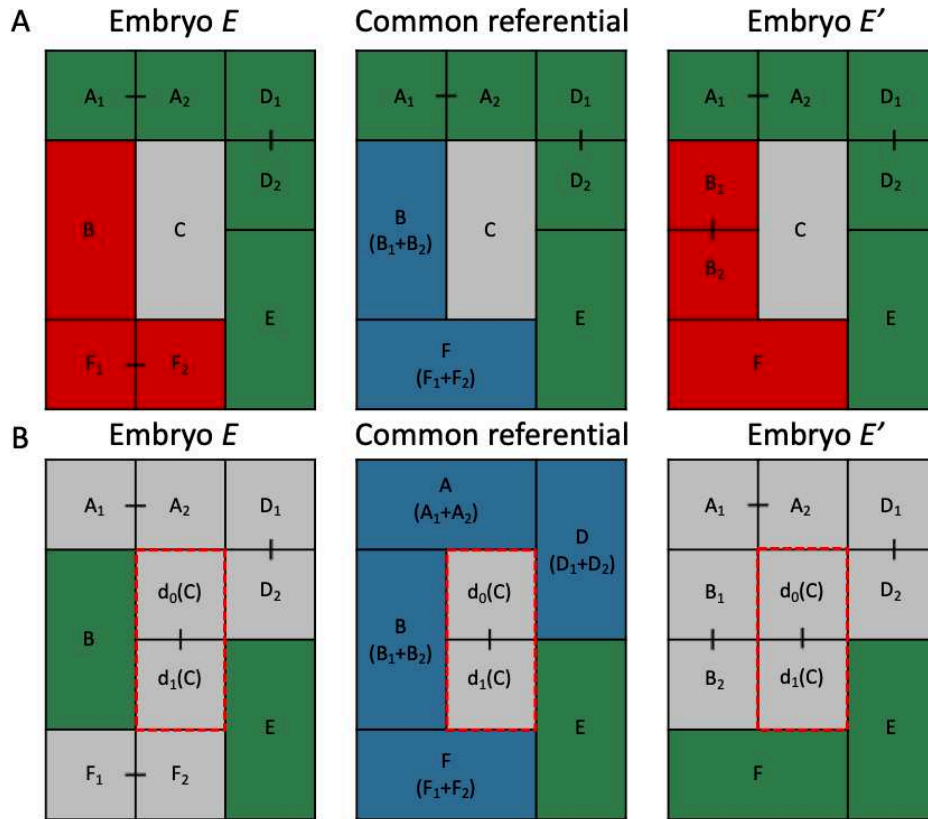 A
Embryo E
Common referential
Embryo E'
A₁ A₂ D₁
A₁ A₂ D₁
A₁ A₂ D₁
D₂
D₂
B₁ D₂
B C
B C
(B₁+B₂)
C
B₂
E
E
E
F₁ F₂
F
(F₁+F₂)
F
B
Embryo E
Common referential
Embryo E'
A₁ A₂ D₁
A
(A₁+A₂)
A₁ A₂ D₁
d₀(C) D₂
D
(D₁+D₂)
d₀(C)
B₁ d₀(C) D₂
B
d₁(C)
B
(B₁+B₂)
d₁(C)
B₂ d₁(C)
E
E
E
F₁ F₂
F
(F₁+F₂)
F